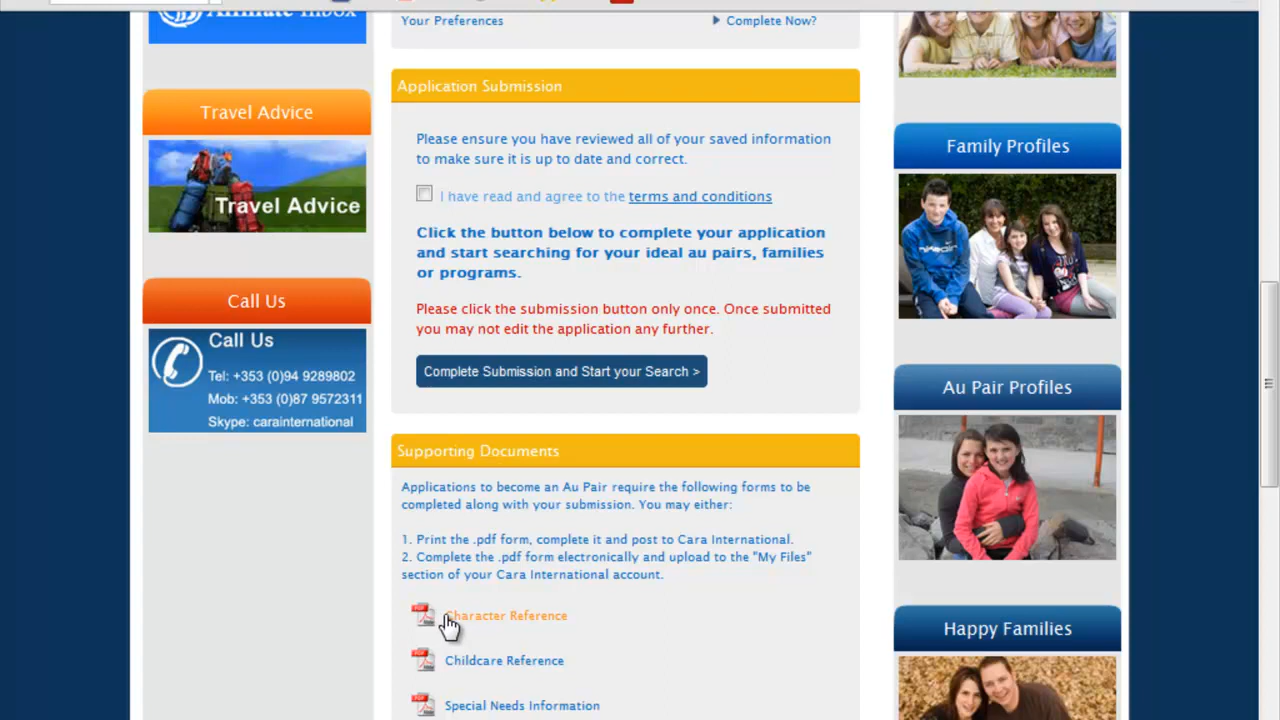 Affiliate Inbox
Travel Advice
Travel Advice
Call Us
Call Us
Tel: +353 (0)94 9289802
Mob: +353 (0)87 9572311
Skype: carainternational
Your Preferences
Complete Now?
Application Submission
Please ensure you have reviewed all of your saved information
to make sure it is up to date and correct.
I have read and agree to the terms and conditions
Click the button below to complete your application
and start searching for your ideal au pairs, families
or programs.
Please click the submission button only once. Once submitted
you may not edit the application any further.
Complete Submission and Start your Search >
Supporting Documents
Applications to become an Au Pair require the following forms to be
completed along with your submission. You may either:
1. Print the .pdf form, complete it and post to Cara International.
2. Complete the .pdf form electronically and upload to the "My Files"
section of your Cara International account.
Character Reference
Childcare Reference
Special Needs Information
Family Profiles
Au Pair Profiles
Happy Families